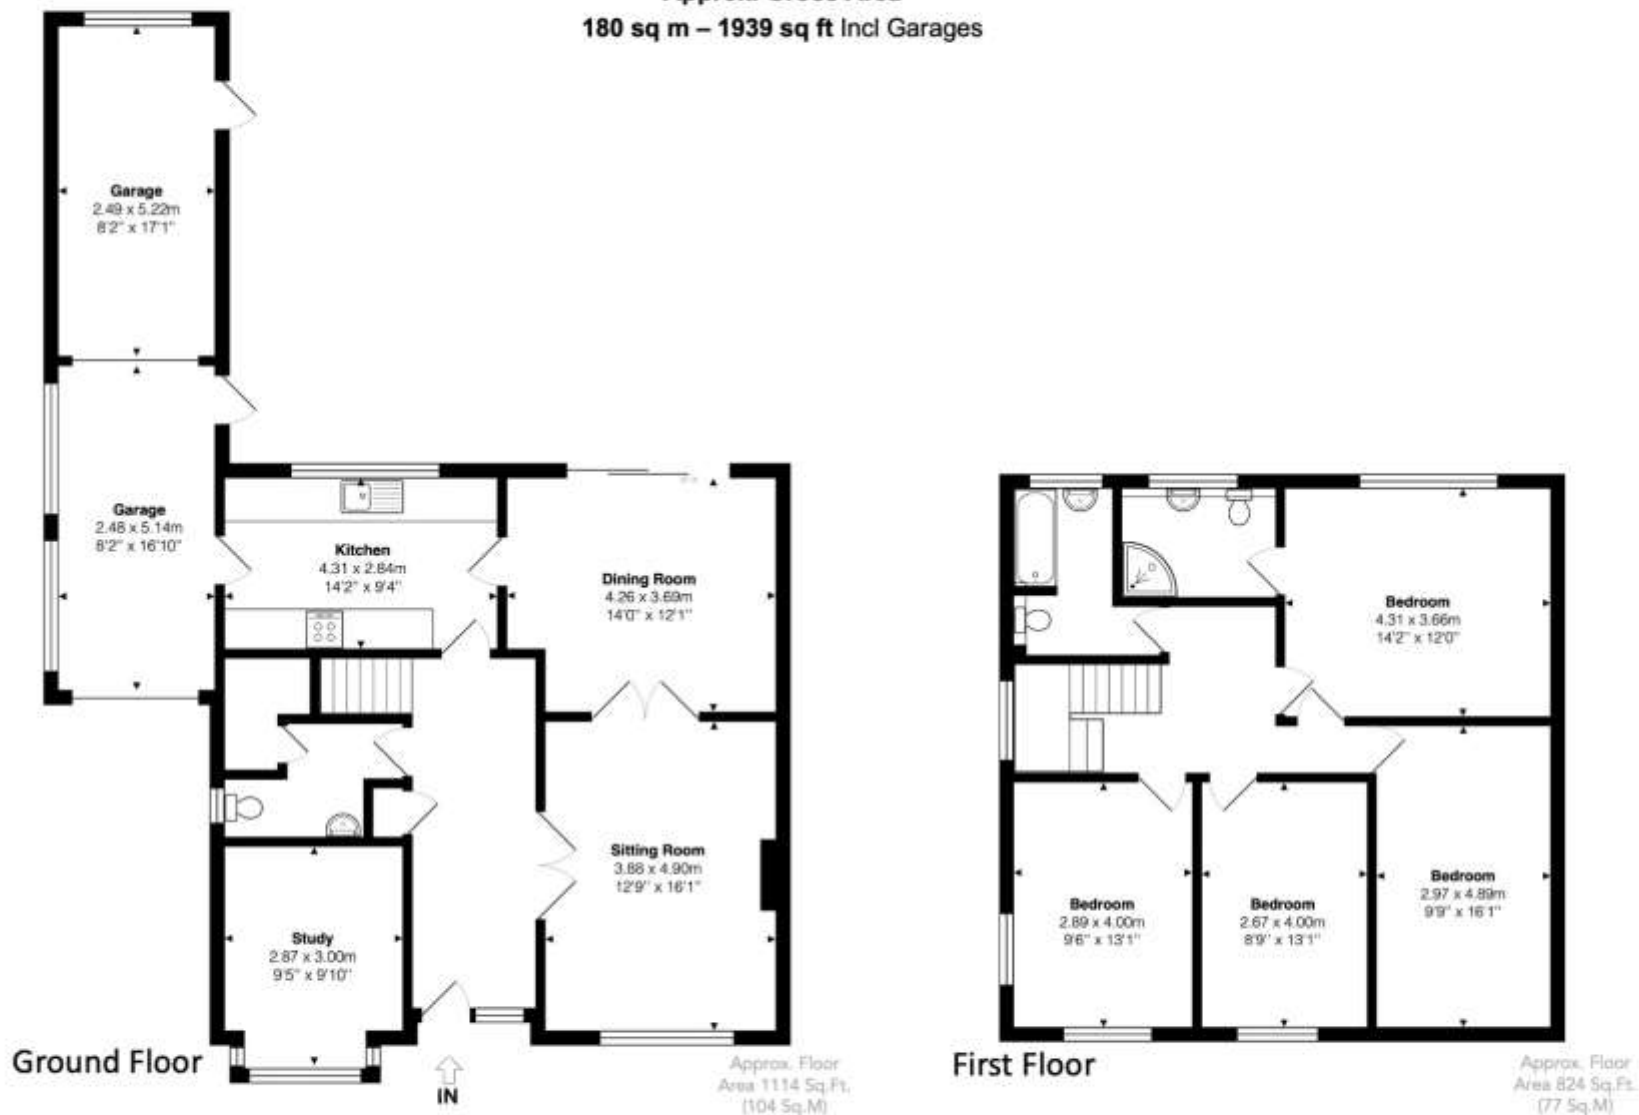 180 sq m – 1939 sq ft Incl Garages
Garage
2.49 x 5.22m
8'2" x 17'1"
Garage
2.48 x 5.14m
8'2" x 16'10"
Kitchen
4.31 x 2.84m
14'2" x 9'4"
Dining Room
4.26 x 3.69m
14'0" x 12'1"
Sitting Room
3.88 x 4.90m
12'9" x 16'1"
Study
2.87 x 3.00m
9'5" x 9'10"
Ground Floor
IN
Approx. Floor
Area 1114 Sq.Ft.
(104 Sq.M)
Bedroom
4.31 x 3.66m
14'2" x 12'0"
Bedroom
2.97 x 4.89m
9'9" x 16'1"
Bedroom
2.89 x 4.00m
9'6" x 13'1"
Bedroom
2.67 x 4.00m
8'9" x 13'1"
First Floor
Approx. Floor
Area 824 Sq.Ft.
(77 Sq.M)